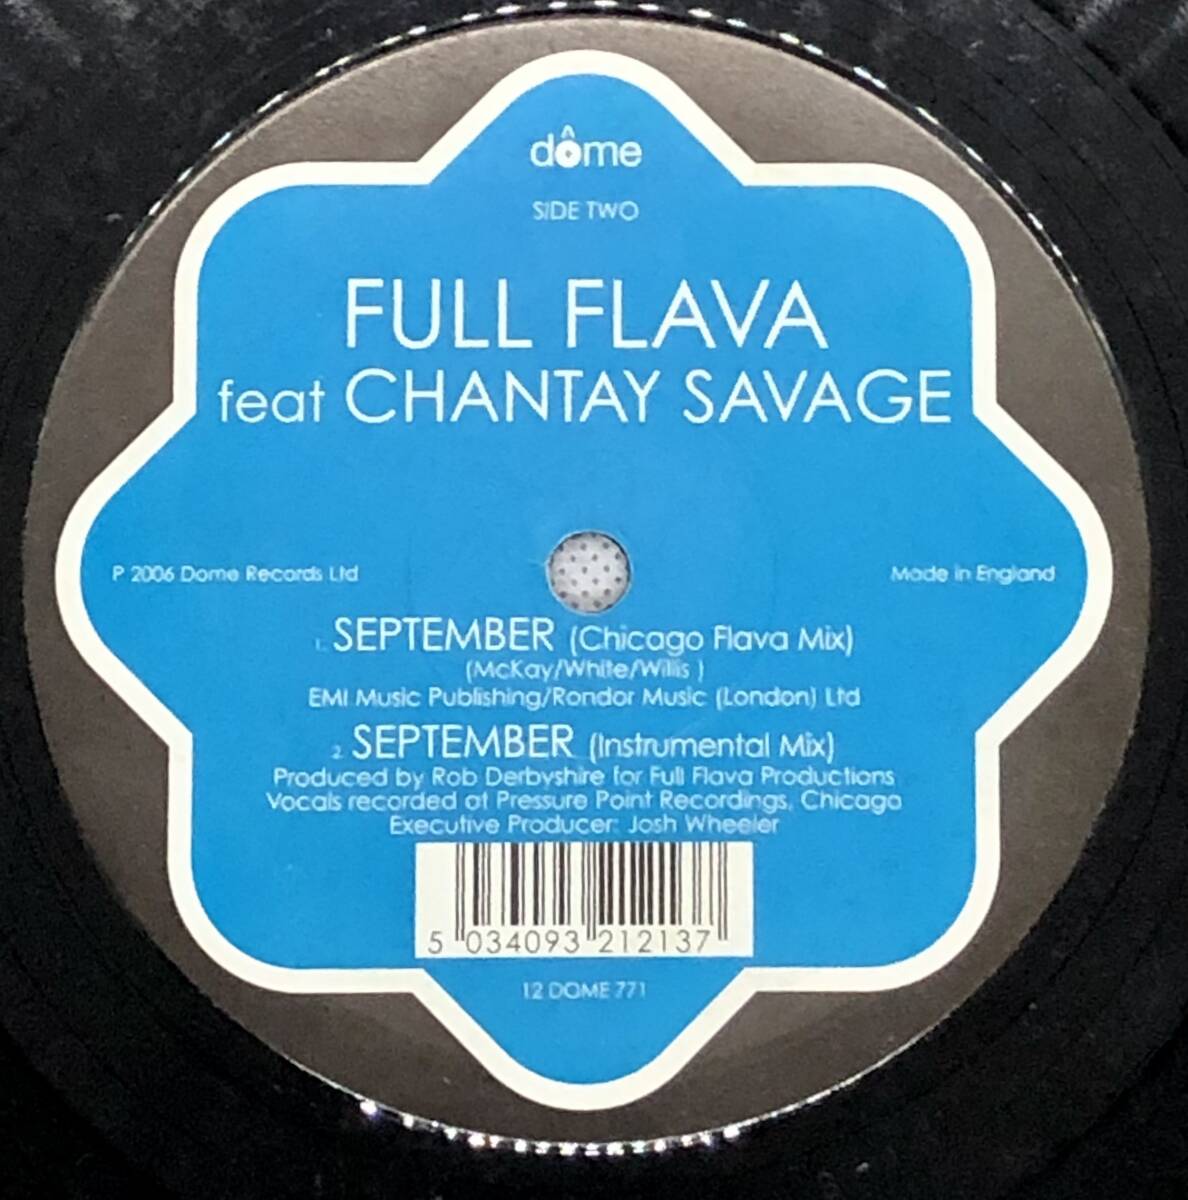 dôme
SIDE TWO
FULL FLAVA
feat CHANTAY SAVAGE
P 2006 Dome Records Ltd
Made in England
1. SEPTEMBER (Chicago Flava Mix)
(McKay/White/Willis )
EMI Music Publishing/Rondor Music (London) Ltd
2. SEPTEMBER (Instrumental Mix)
Produced by Rob Derbyshire for Full Flava Productions
Vocals recorded at Pressure Point Recordings, Chicago
Executive Producer: Josh Wheeler
5 034093 212137
12 DOME 771